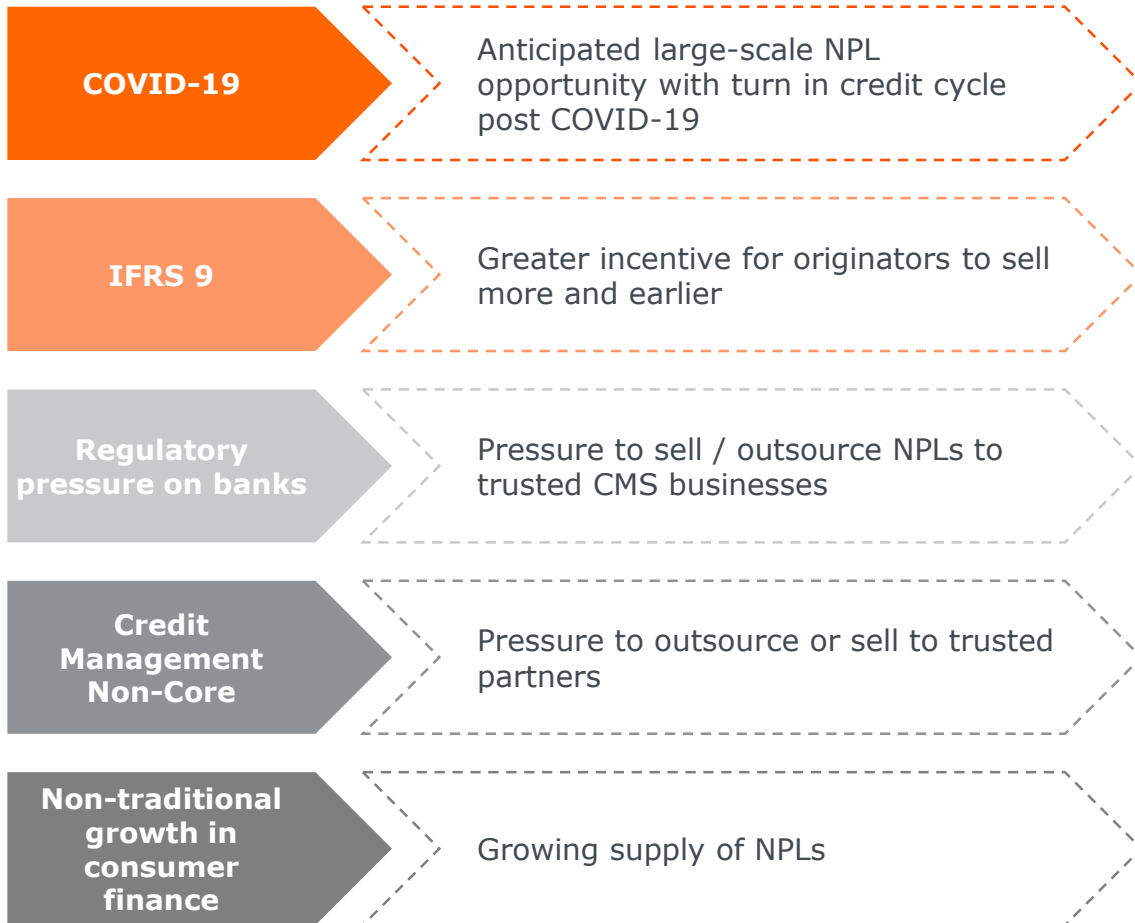 COVID-19
Anticipated large-scale NPL
opportunity with turn in credit cycle
post COVID-19
IFRS 9
Greater incentive for originators to sell
more and earlier
Regulatory
pressure on banks
Pressure to sell / outsource NPLs to
trusted CMS businesses
Credit
Management
Non-Core
Pressure to outsource or sell to trusted
partners
Non-traditional
growth in
consumer
finance
Growing supply of NPLs